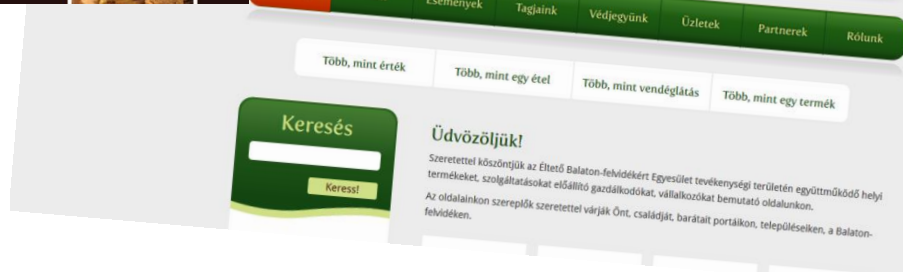 Események Tagjaink Védjegyünk Üzletek Partnerek Rólunk
Több, mint érték Több, mint egy étel Több, mint vendéglátás Több, mint egy termék
Keresés
Keress!
Üdvözöljük!
Szeretettel köszöntjük az Éltető Balaton-felvidékért Egyesület tevékenységi területén együttműködő helyi
termékeket, szolgáltatásokat előállító gazdálkodókat, vállalkozókat bemutató oldalunkon.
Az oldalainkon szereplők szeretettel várják Önt, családját, barátait portáikon, településeiken, a Balaton-
felvidéken.